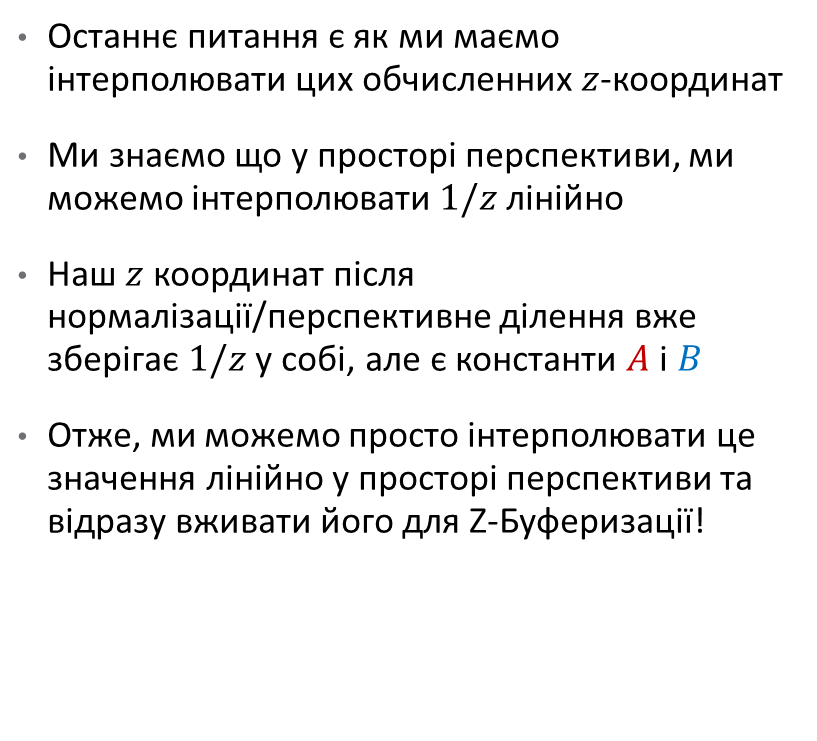 • Останнє питання є як ми маємо
інтерполювати цих обчисленних z-координат
• Ми знаємо що у просторі перспективи, ми
можемо інтерполювати 1/z лінійно
• Наш z координат після
нормалізації/перспективне ділення вже
зберігає 1/z у собі, але є константи A і B
• Отже, ми можемо просто інтерполювати це
значення лінійно у просторі перспективи та
відразу вживати його для Z-Буферизації!